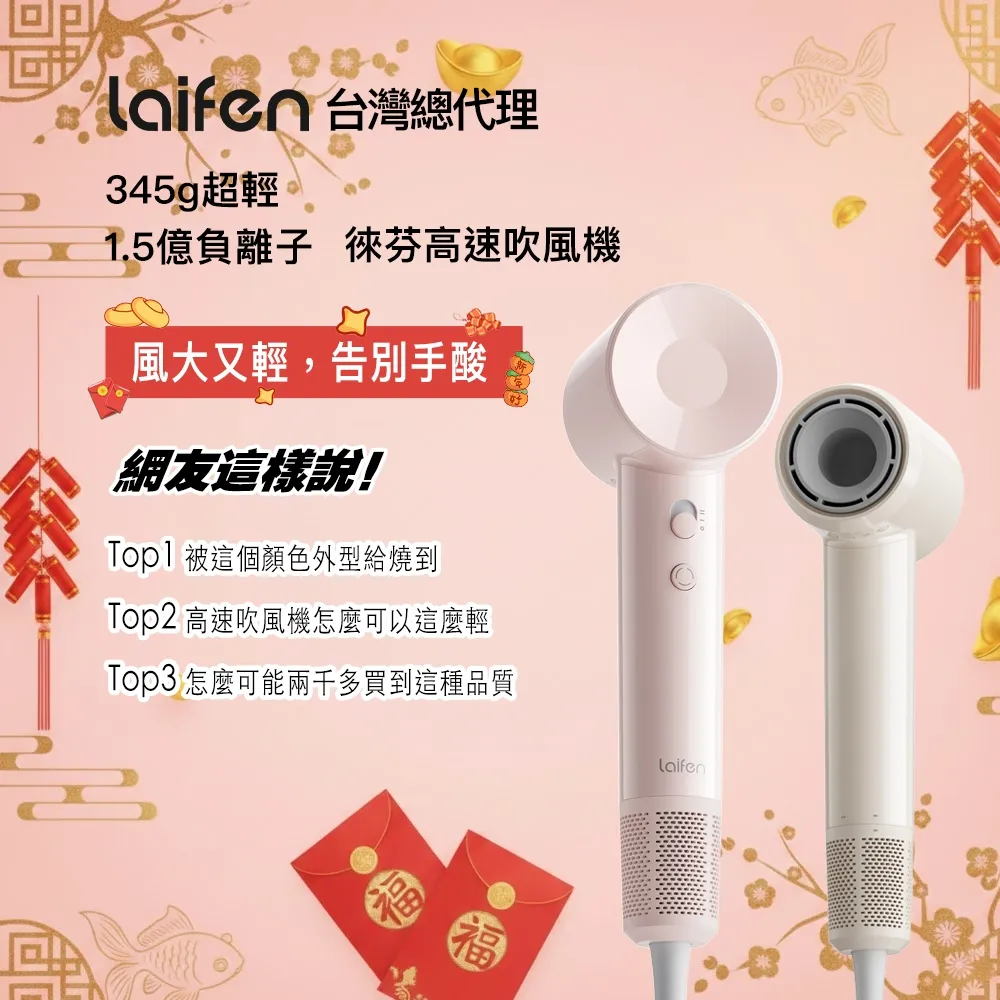 laifen 台灣總代理
345g超輕
1.5億負離子 徠芬高速吹風機
風大又輕，告別手酸
新年好
網友這樣說!
Top1 被這個顏色外型給燒到
Top2 高速吹風機怎麼可以這麼輕
Top3 怎麼可能兩千多買到這種品質
laifen
福
福